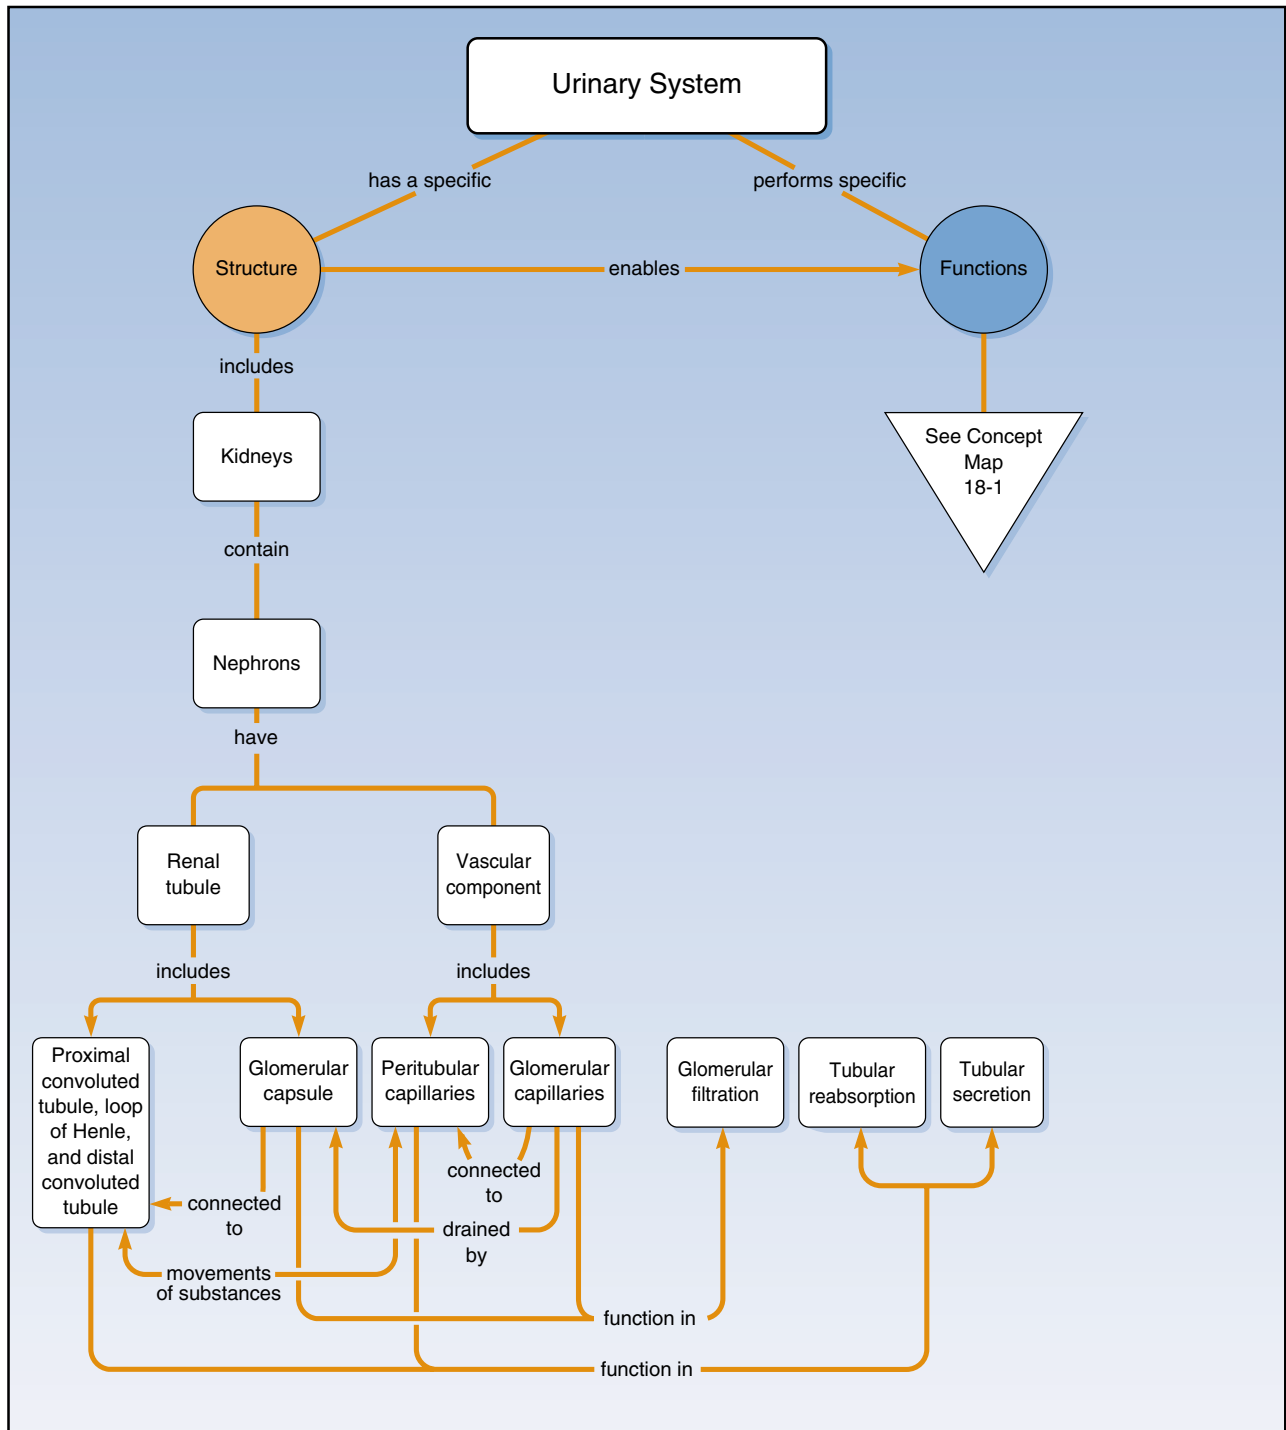 Urinary System
has a specific
performs specific
Structure
enables
Functions
includes
Kidneys
See Concept
Map
18-1
contain
Nephrons
have
Renal
tubule
Vascular
component
includes
includes
Proximal
convoluted
tubule, loop
of Henle,
and distal
convoluted
tubule
Glomerular
capsule
Peritubular
capillaries
Glomerular
capillaries
Glomerular
filtration
Tubular
reabsorption
Tubular
secretion
connected
to
connected
to
drained
by
movements
of substances
function in
function in